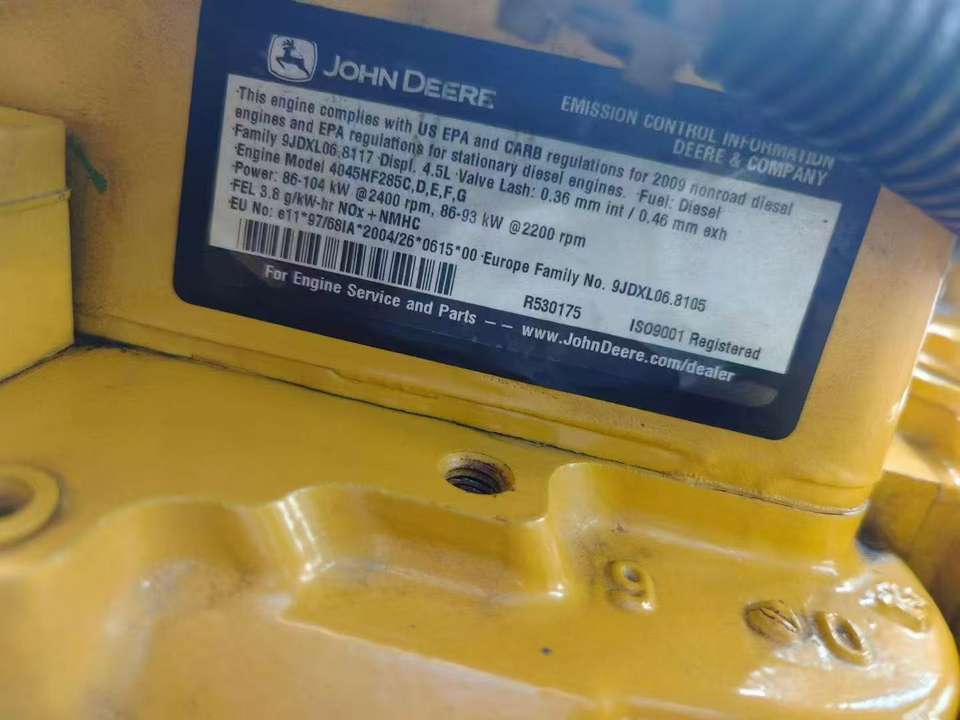 JOHN DEERE
EMISSION CONTROL INFORMATION
DEERE & COMPANY
This engine complies with US EPA and CARB regulations for 2009 nonroad diesel
engines and EPA regulations for stationary diesel engines. Fuel: Diesel
Family 9JDXL06.8117 Displ. 4.5L Valve Lash: 0.36 mm int / 0.46 mm exh
Engine Model 4045HF285C,D,E,F,G
Power: 86-104 kW @2400 rpm, 86-93 kW @2200 rpm
FEL 3.8 g/kW-hr NOx + NMHC
EU No: e11*97/68IA*2004/26*0615*00 Europe Family No. 9JDXL06.8105
R530175 ISO9001 Registered
For Engine Service and Parts -- www.JohnDeere.com/dealer